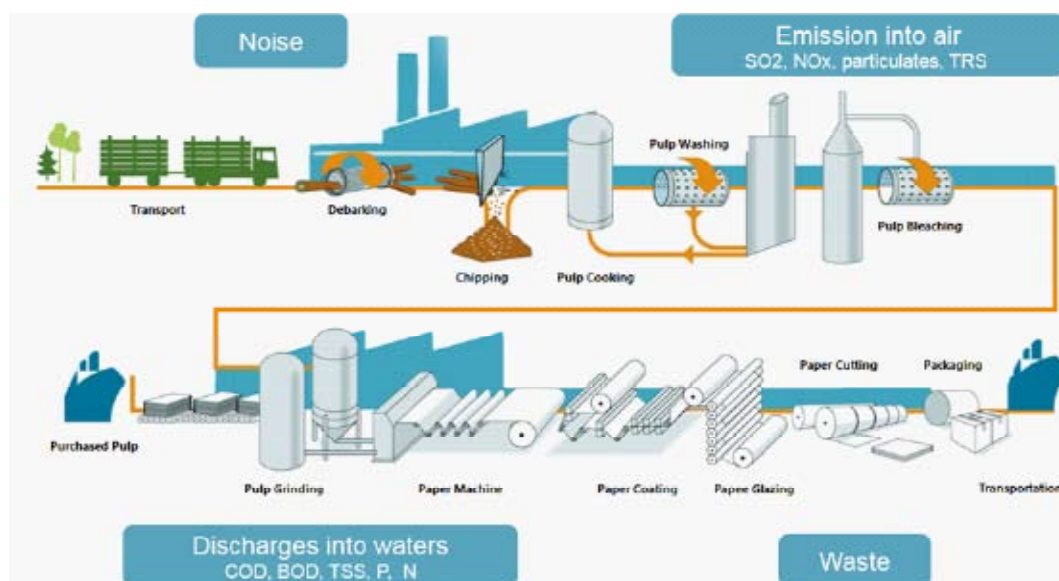 Noise
Emission into air
SO2, NOx, particulates, TRS
Pulp Washing
Transport
Debarking
Pulp Bleaching
Chipping
Pulp Cooking
Paper Cutting
Packaging
Purchased Pulp
Pulp Grinding
Paper Machine
Paper Coating
Papee Glazing
Transportation
Discharges into waters
COD, BOD, TSS, P, N
Waste